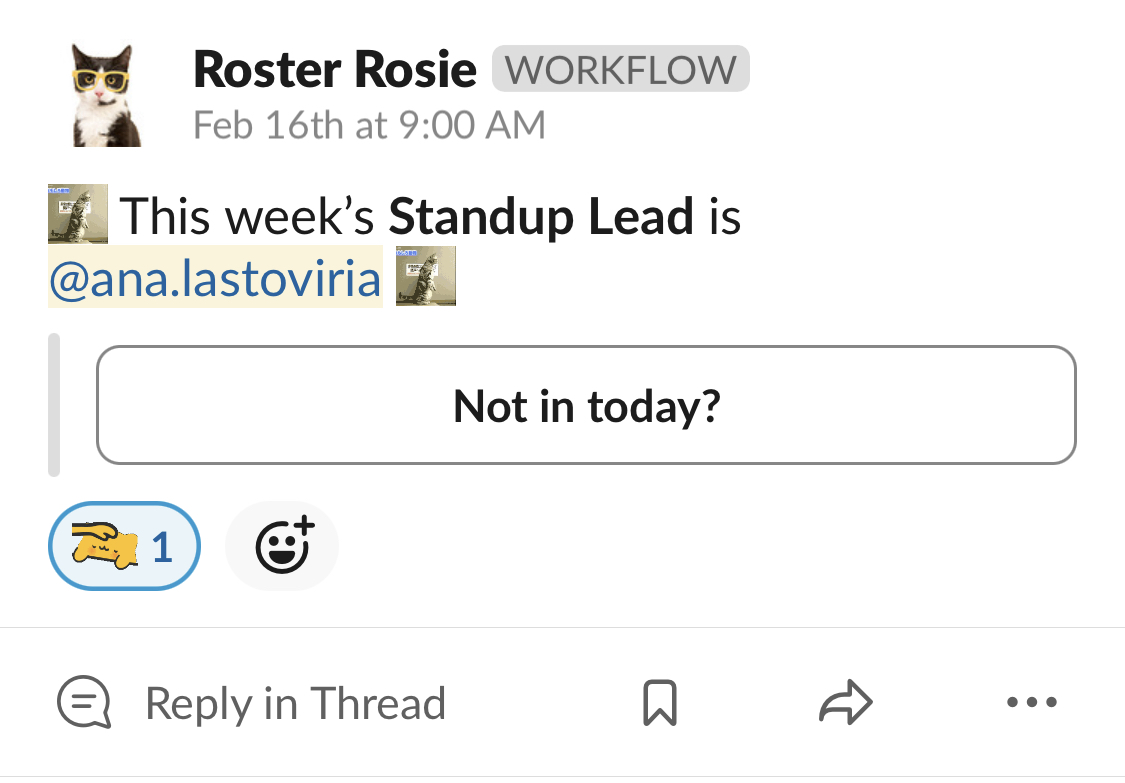 Roster Rosie WORKFLOW
Feb 16th at 9:00 AM
This week’s Standup Lead is
@ana.lastoviria
Not in today?
1
Reply in Thread